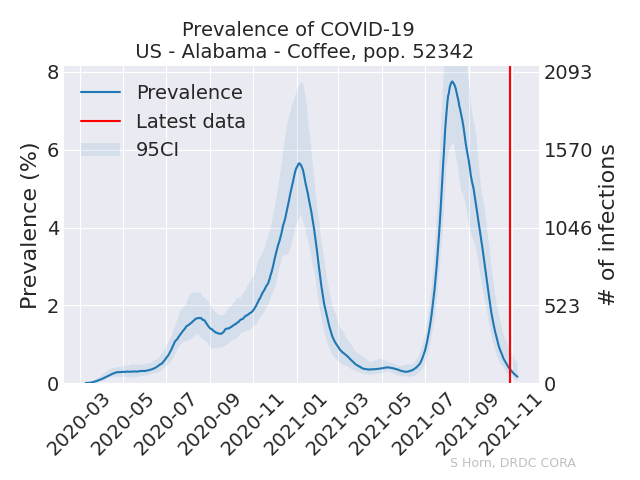 Prevalence of COVID-19
US - Alabama - Coffee, pop. 52342
Prevalence
Latest data
95CI
Prevalence (%)
8
6
4
2
0
2093
1570
1046
523
0
# of infections
2020-03
2020-05
2020-07
2020-09
2020-11
2021-01
2021-03
2021-05
2021-07
2021-09
2021-11
S Horn, DRDC CORA